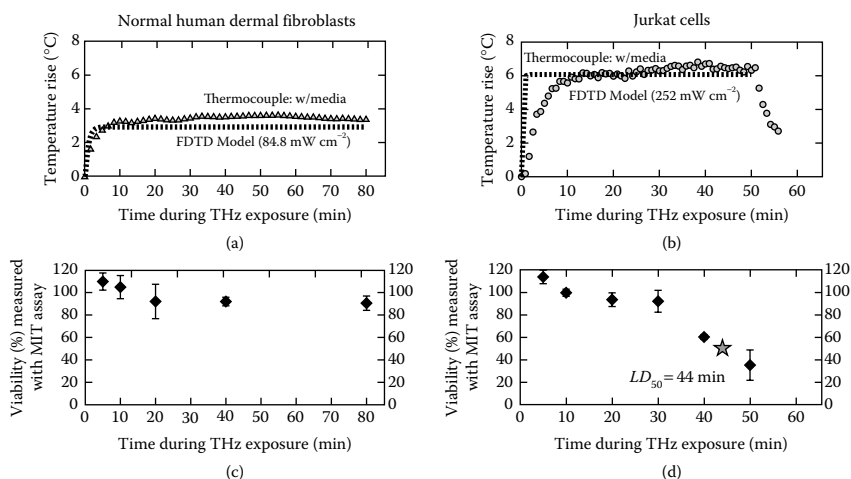 Normal human dermal fibroblasts
8
6
4
2
0
Temperature rise (°C)
Thermocouple: w/media
FDTD Model (84.8 mW cm⁻²)
0 10 20 30 40 50 60 70 80
Time during THz exposure (min)
(a)
Jurkat cells
8
6
4
2
0
Temperature rise (°C)
Thermocouple: w/media
FDTD Model (252 mW cm⁻²)
0 10 20 30 40 50 60
Time during THz exposure (min)
(b)
120
100
80
60
40
20
0
Viability (%) measured
with MIT assay
120
100
80
60
40
20
0
0 10 20 30 40 50 60 70 80
Time during THz exposure (min)
(c)
120
100
80
60
40
20
0
Viability (%) measured
with MIT assay
LD₅₀ = 44 min
120
100
80
60
40
20
0
0 10 20 30 40 50 60
Time during THz exposure (min)
(d)